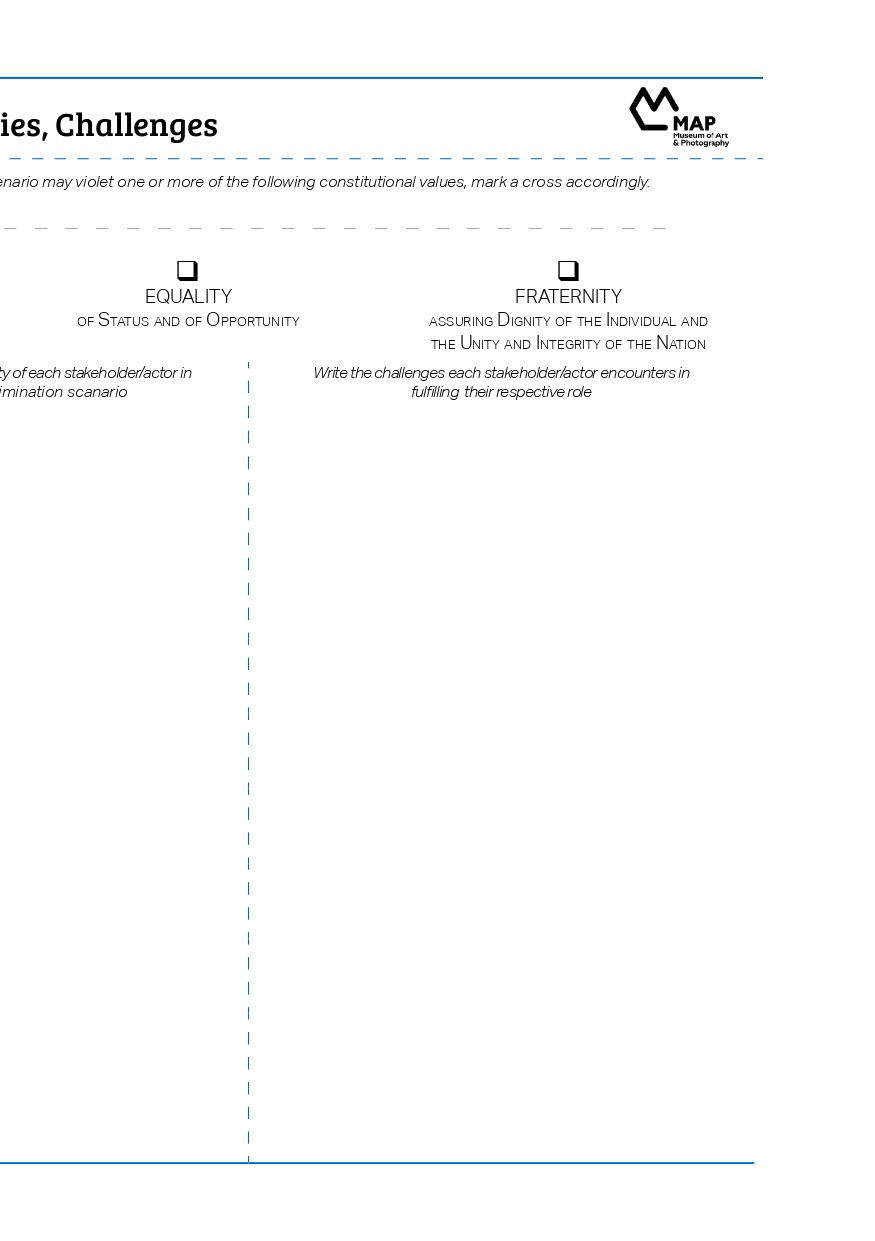 ies, Challenges
MAP
Museum of Art
& Photography
enario may violet one or more of the following constitutional values, mark a cross accordingly.
EQUALITY
OF STATUS AND OF OPPORTUNITY
FRATERNITY
ASSURING DIGNITY OF THE INDIVIDUAL AND
THE UNITY AND INTEGRITY OF THE NATION
ty of each stakeholder/actor in
imination scanario
Write the challenges each stakeholder/actor encounters in
fulfilling their respective role